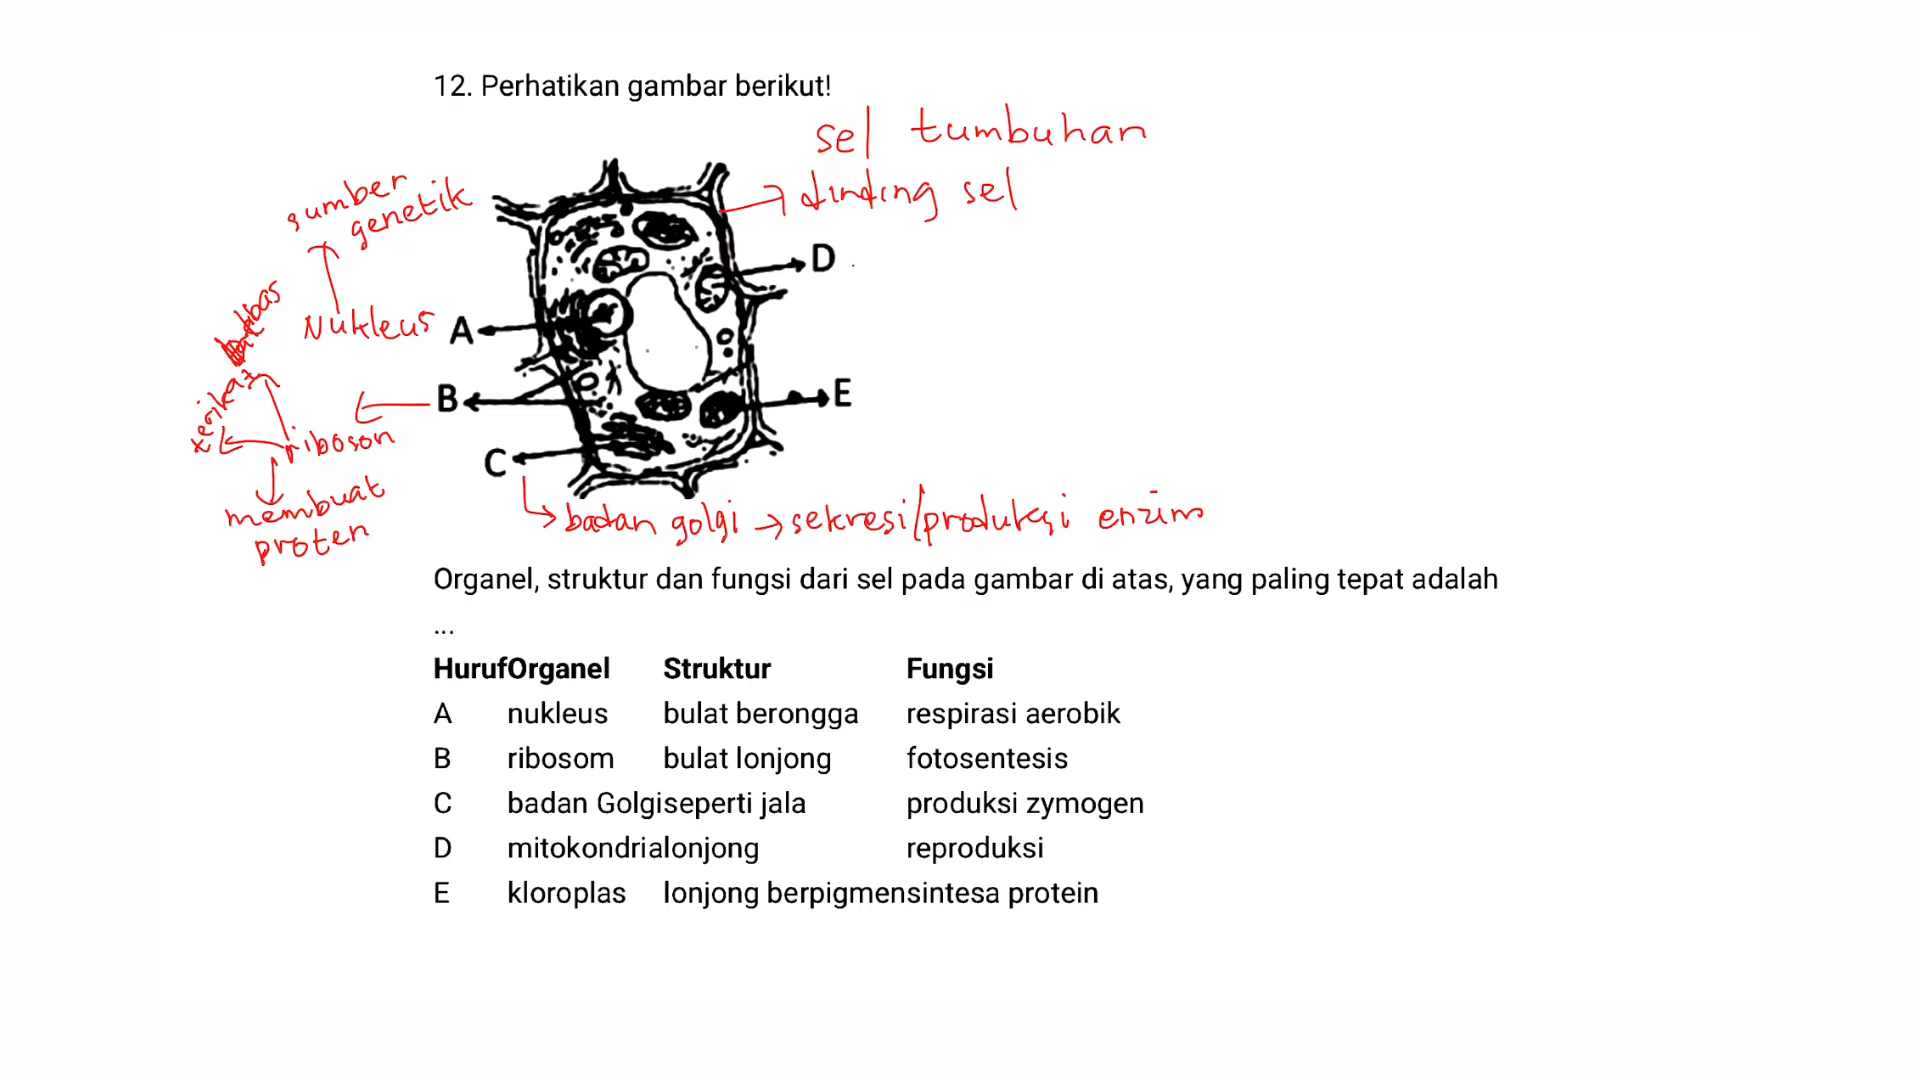 12. Perhatikan gambar berikut!
sel tumbuhan
dinding sel
sumber
genetik
Nukleus
A
B
C
D
E
bebas
terikat
riboson
membuat
proten
badan golgi → sekresi/produksi enzim
Organel, struktur dan fungsi dari sel pada gambar di atas, yang paling tepat adalah
...
HurufOrganel Struktur Fungsi
A nukleus bulat berongga respirasi aerobik
B ribosom bulat lonjong fotosentesis
C badan Golgiseperti jala produksi zymogen
D mitokondrialonjong reproduksi
E kloroplas lonjong berpigmensintesa protein